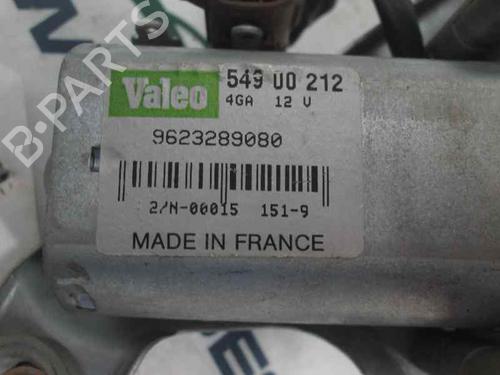 B-PARTS
Valeo 549 00 212
4GA 12 V
9623289080
2/N-00015 151-9
MADE IN FRANCE